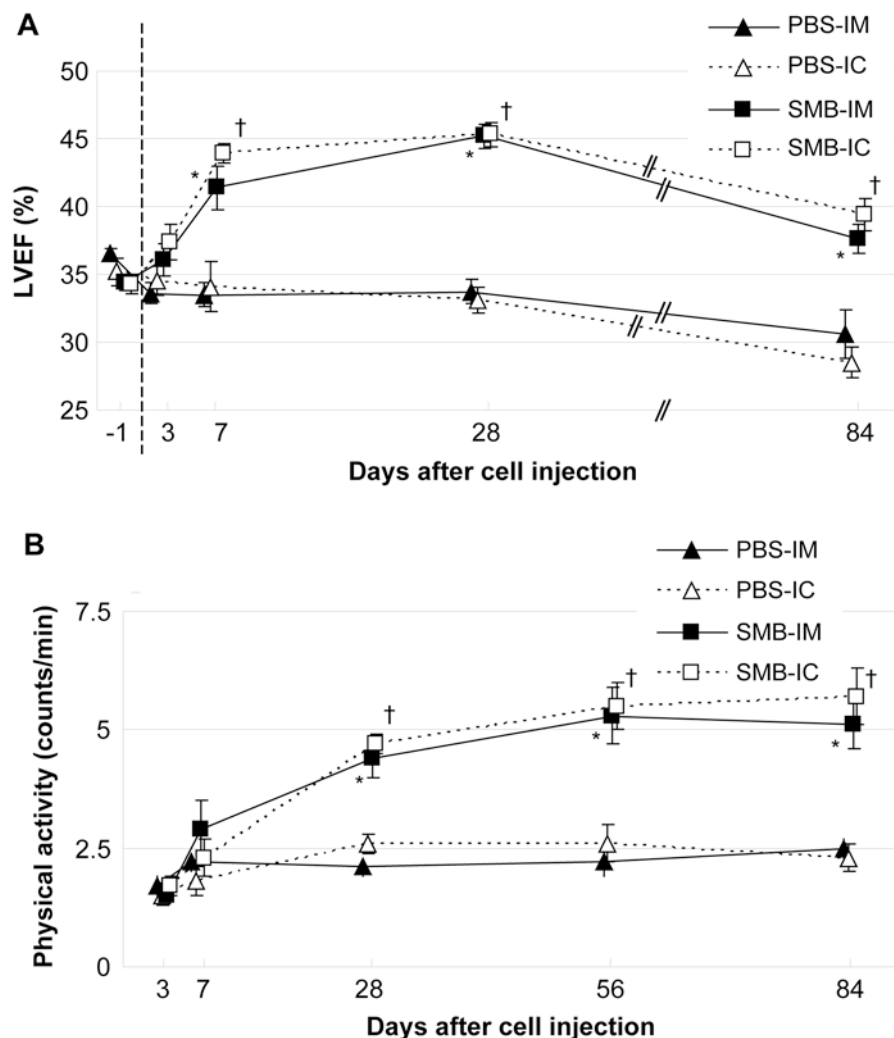 A
PBS-IM
PBS-IC
SMB-IM
SMB-IC
LVEF (%)
50
45
40
35
30
25
†
†
†
*
*
*
-1 3 7 28 84
Days after cell injection
B
PBS-IM
PBS-IC
SMB-IM
SMB-IC
Physical activity (counts/min)
7.5
5
2.5
0
†
†
†
*
*
*
3 7 28 56 84
Days after cell injection